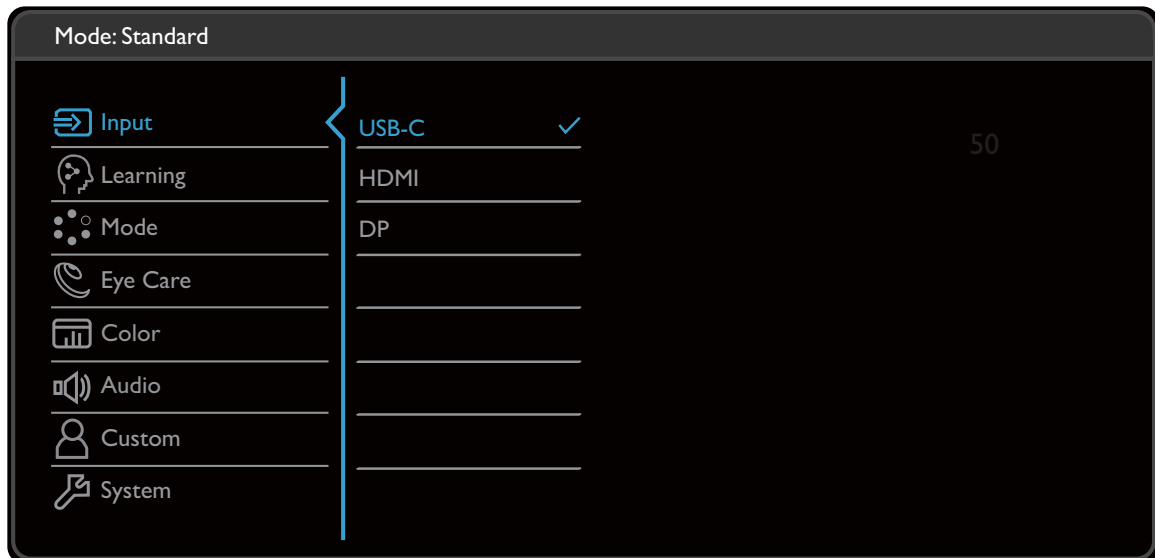 Mode: Standard
Input
Learning
Mode
Eye Care
Color
Audio
Custom
System
USB-C
HDMI
DP
50